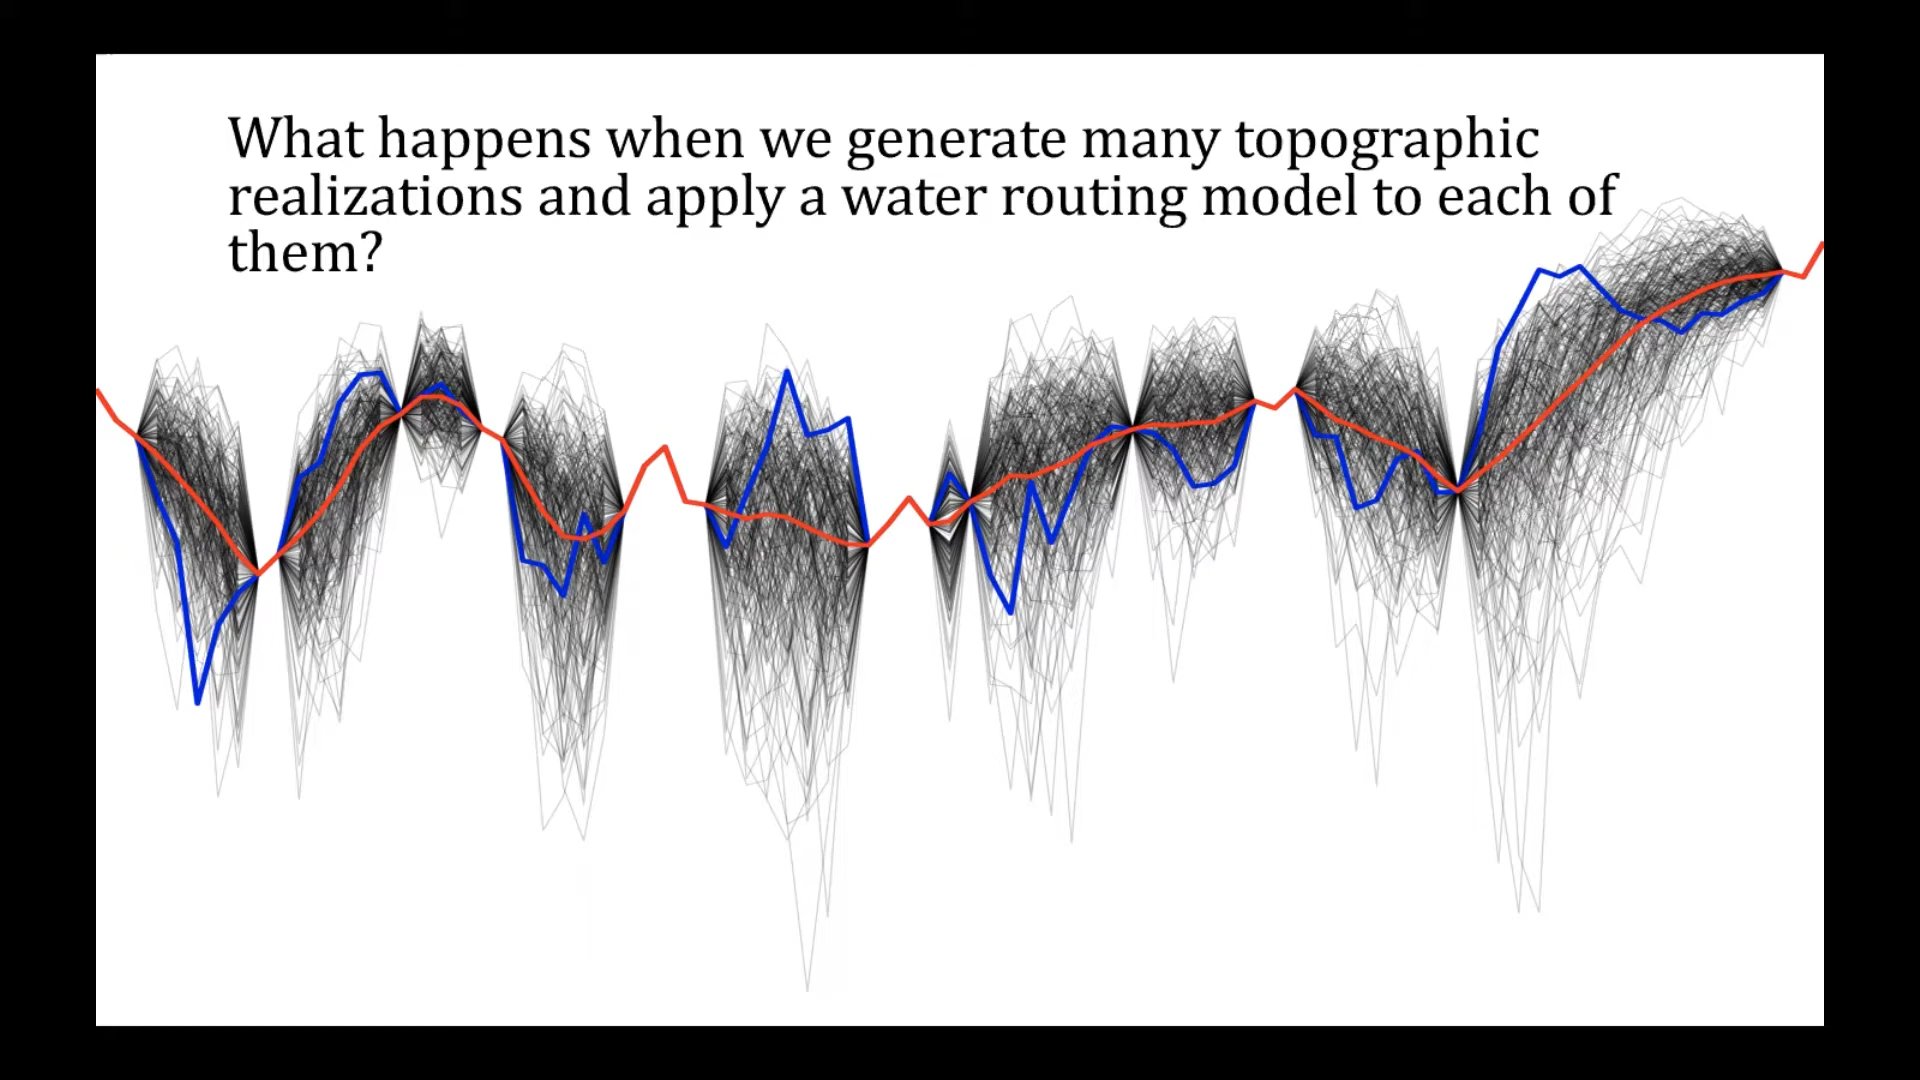 What happens when we generate many topographic
realizations and apply a water routing model to each of
them?